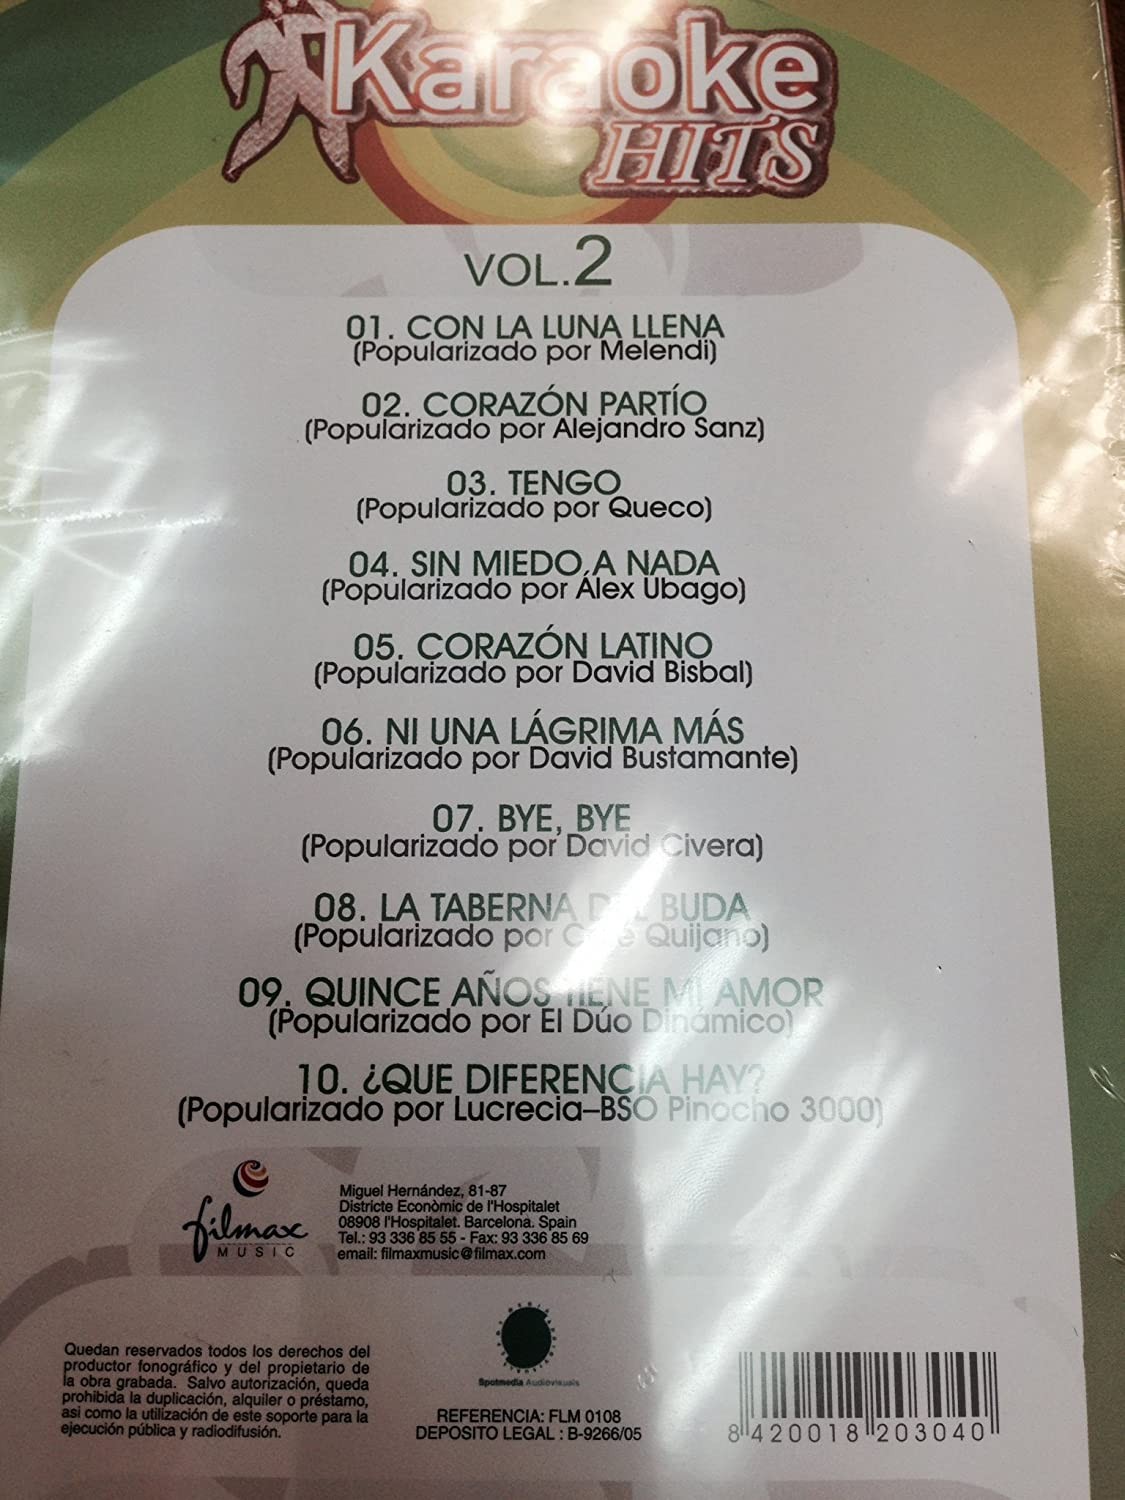 Karaoke
HITS
VOL.2
01. CON LA LUNA LLENA
(Popularizado por Melendi)
02. CORAZÓN PARTÍO
(Popularizado por Alejandro Sanz)
03. TENGO
(Popularizado por Queco)
04. SIN MIEDO A NADA
(Popularizado por Álex Ubago)
05. CORAZÓN LATINO
(Popularizado por David Bisbal)
06. NI UNA LÁGRIMA MÁS
(Popularizado por David Bustamante)
07. BYE, BYE
(Popularizado por David Civera)
08. LA TABERNA DEL BUDA
(Popularizado por Café Quijano)
09. QUINCE AÑOS TIENE MI AMOR
(Popularizado por El Dúo Dinámico)
10. ¿QUE DIFERENCIA HAY?
(Popularizado por Lucrecia–BSO Pinocho 3000)
filmax
MUSIC
Miguel Hernández, 81-87
Districte Econòmic de l'Hospitalet
08908 l'Hospitalet. Barcelona. Spain
Tel.: 93 336 85 55 - Fax: 93 336 85 69
email: filmaxmusic@filmax.com
Quedan reservados todos los derechos del
productor fonográfico y del propietario de
la obra grabada. Salvo autorización, queda
prohibida la duplicación, alquiler o préstamo,
asi como la utilización de este soporte para la
ejecución pública y radiodifusión.
Spotmedia Audiovisuals
REFERENCIA: FLM 0108
DEPOSITO LEGAL : B-9266/05
8 420018 203040